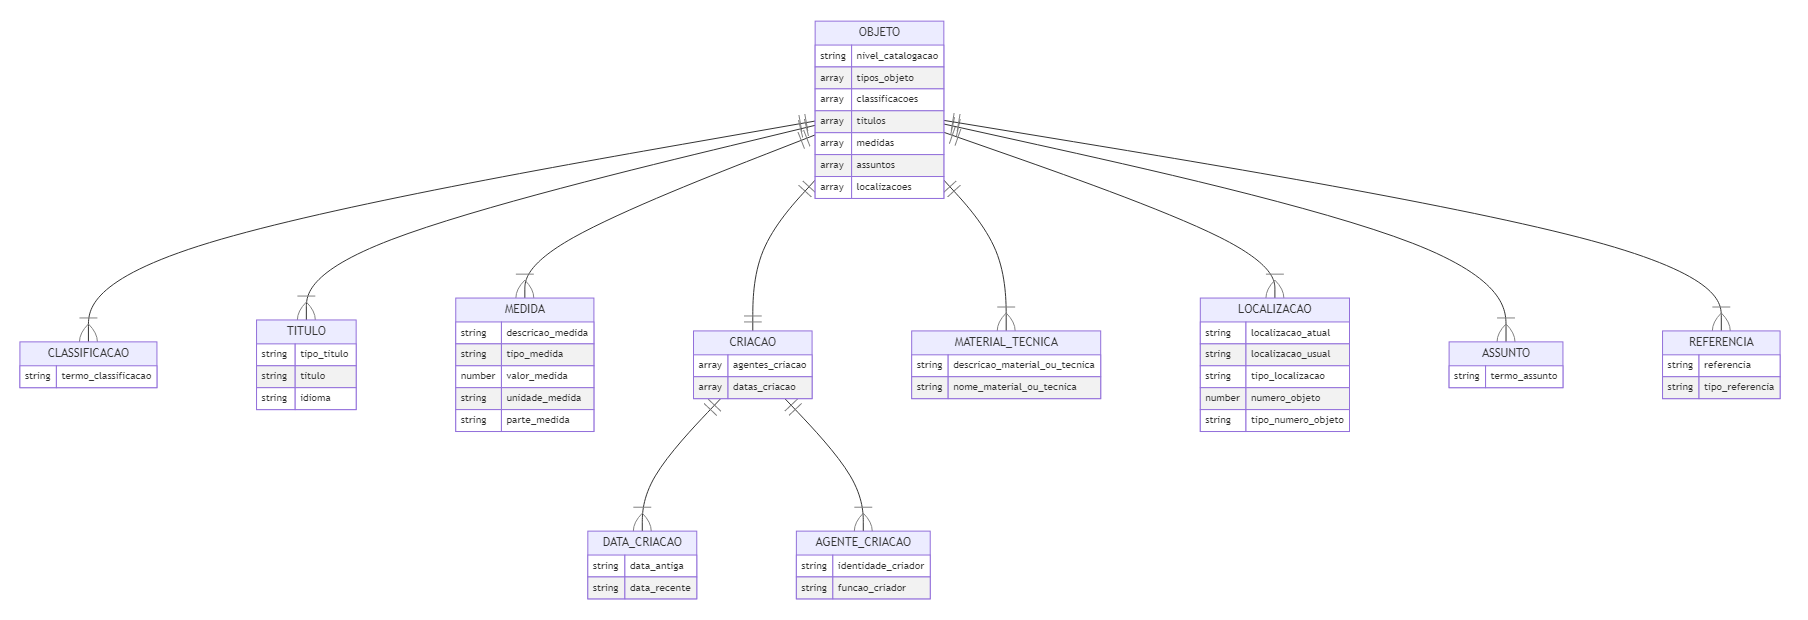 OBJETO
string nivel_catalogacao
array tipos_objeto
array classificacoes
array titulos
array medidas
array assuntos
array localizacoes
CLASSIFICACAO
string termo_classificacao
TITULO
string tipo_titulo
string titulo
string idioma
MEDIDA
string descricao_medida
string tipo_medida
number valor_medida
string unidade_medida
string parte_medida
CRIACAO
array agentes_criacao
array datas_criacao
MATERIAL_TECNICA
string descricao_material_ou_tecnica
string nome_material_ou_tecnica
LOCALIZACAO
string localizacao_atual
string localizacao_usual
string tipo_localizacao
number numero_objeto
string tipo_numero_objeto
ASSUNTO
string termo_assunto
REFERENCIA
string referencia
string tipo_referencia
DATA_CRIACAO
string data_antiga
string data_recente
AGENTE_CRIACAO
string identidade_criador
string funcao_criador